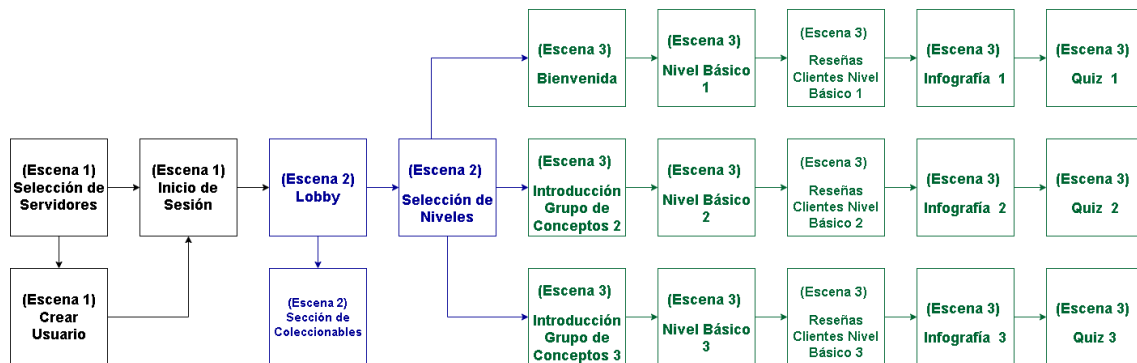 (Escena 3)
Bienvenida
(Escena 3)
Nivel Básico
1
(Escena 3)
Reseñas
Clientes Nivel
Básico 1
(Escena 3)
Infografía 1
(Escena 3)
Quiz 1
(Escena 1)
Selección de
Servidores
(Escena 1)
Inicio de
Sesión
(Escena 2)
Lobby
(Escena 2)
Selección de
Niveles
(Escena 3)
Introducción
Grupo de
Conceptos 2
(Escena 3)
Nivel Básico
2
(Escena 3)
Reseñas
Clientes Nivel
Básico 2
(Escena 3)
Infografía 2
(Escena 3)
Quiz 2
(Escena 1)
Crear
Usuario
(Escena 2)
Sección de
Coleccionables
(Escena 3)
Introducción
Grupo de
Conceptos 3
(Escena 3)
Nivel Básico
3
(Escena 3)
Reseñas
Clientes Nivel
Básico 3
(Escena 3)
Infografía 3
(Escena 3)
Quiz 3